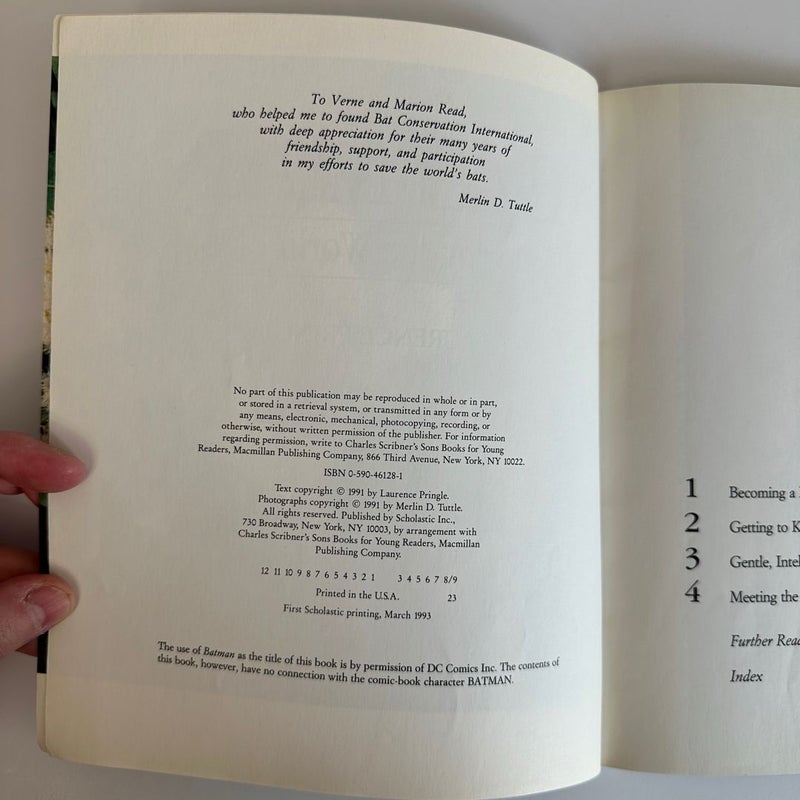 To Verne and Marion Read,
who helped me to found Bat Conservation International,
with deep appreciation for their many years of
friendship, support, and participation
in my efforts to save the world's bats.
Merlin D. Tuttle
No part of this publication may be reproduced in whole or in part,
or stored in a retrieval system, or transmitted in any form or by
any means, electronic, mechanical, photocopying, recording, or
otherwise, without written permission of the publisher. For information
regarding permission, write to Charles Scribner's Sons Books for Young
Readers, Macmillan Publishing Company, 866 Third Avenue, New York, NY 10022.
ISBN 0-590-46128-1
Text copyright © 1991 by Laurence Pringle.
Photographs copyright © 1991 by Merlin D. Tuttle.
All rights reserved. Published by Scholastic Inc.,
730 Broadway, New York, NY 10003, by arrangement with
Charles Scribner's Sons Books for Young Readers, Macmillan
Publishing Company.
12 11 10 9 8 7 6 5 4 3 2 1 3 4 5 6 7 8/9
Printed in the U.S.A. 23
First Scholastic printing, March 1993
The use of Batman as the title of this book is by permission of DC Comics Inc. The contents of
this book, however, have no connection with the comic-book character BATMAN.
1 Becoming a
2 Getting to K
3 Gentle, Intel
4 Meeting the
Further Read
Index